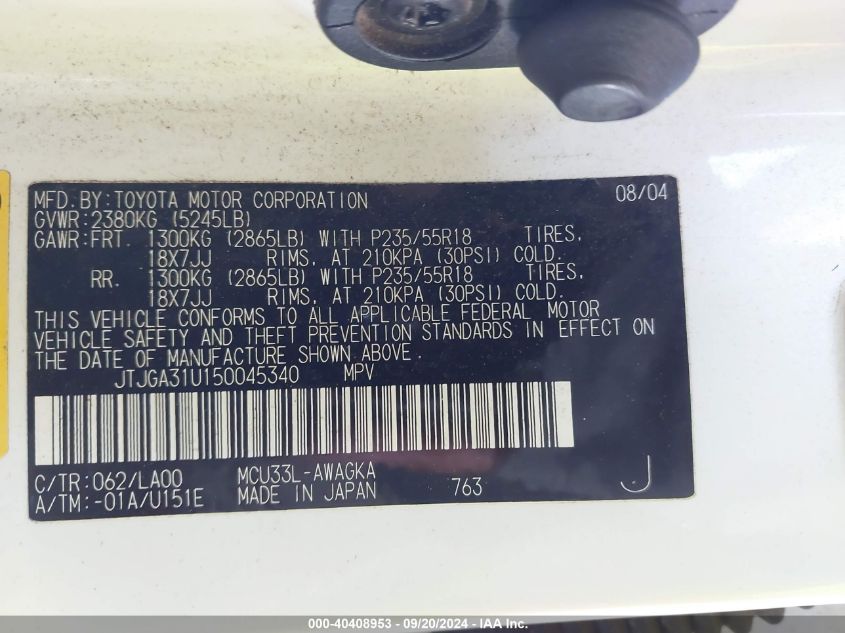 MFD. BY: TOYOTA MOTOR CORPORATION 08/04
GVWR: 2380KG (5245LB)
GAWR: FRT. 1300KG (2865LB) WITH P235/55R18 TIRES,
18X7JJ RIMS, AT 210KPA (30PSI) COLD.
RR. 1300KG (2865LB) WITH P235/55R18 TIRES,
18X7JJ RIMS, AT 210KPA (30PSI) COLD.
THIS VEHICLE CONFORMS TO ALL APPLICABLE FEDERAL MOTOR
VEHICLE SAFETY AND THEFT PREVENTION STANDARDS IN EFFECT ON
THE DATE OF MANUFACTURE SHOWN ABOVE.
JTJGA31U150045340 MPV
C/TR: 062/LA00 MCU33L-AWAGKA
A/TM: -01A/U151E MADE IN JAPAN 763 J
000-40408953 - 09/20/2024 - IAA Inc.